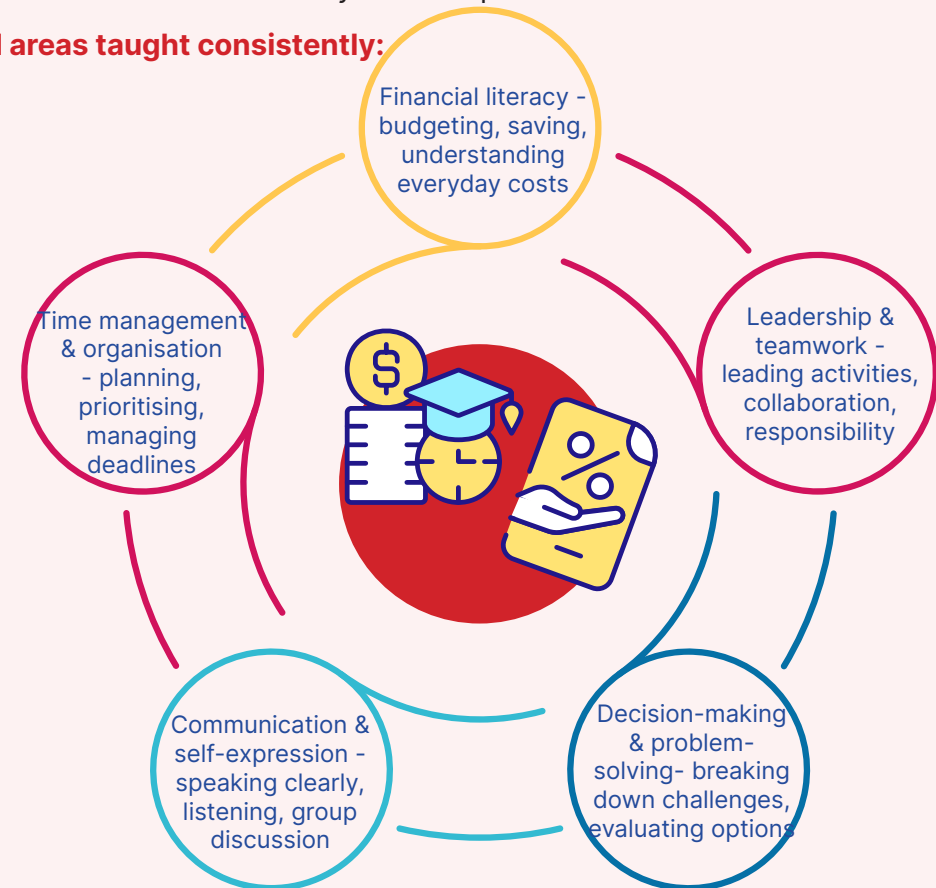 areas taught consistently:
Financial literacy -
budgeting, saving,
understanding
everyday costs
Leadership &
teamwork -
leading activities,
collaboration,
responsibility
Decision-making
& problem-
solving- breaking
down challenges,
evaluating options
Communication &
self-expression -
speaking clearly,
listening, group
discussion
Time management
& organisation
- planning,
prioritising,
managing
deadlines
$